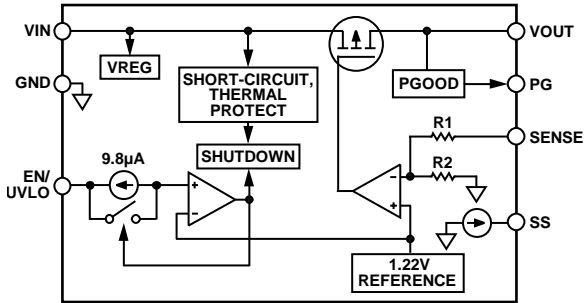 VIN
VREG
GND
SHORT-CIRCUIT,
THERMAL
PROTECT
SHUTDOWN
EN/
UVLO
9.8µA
+
−
VOUT
PGOOD
PG
R1
SENSE
R2
−
+
SS
1.22V
REFERENCE